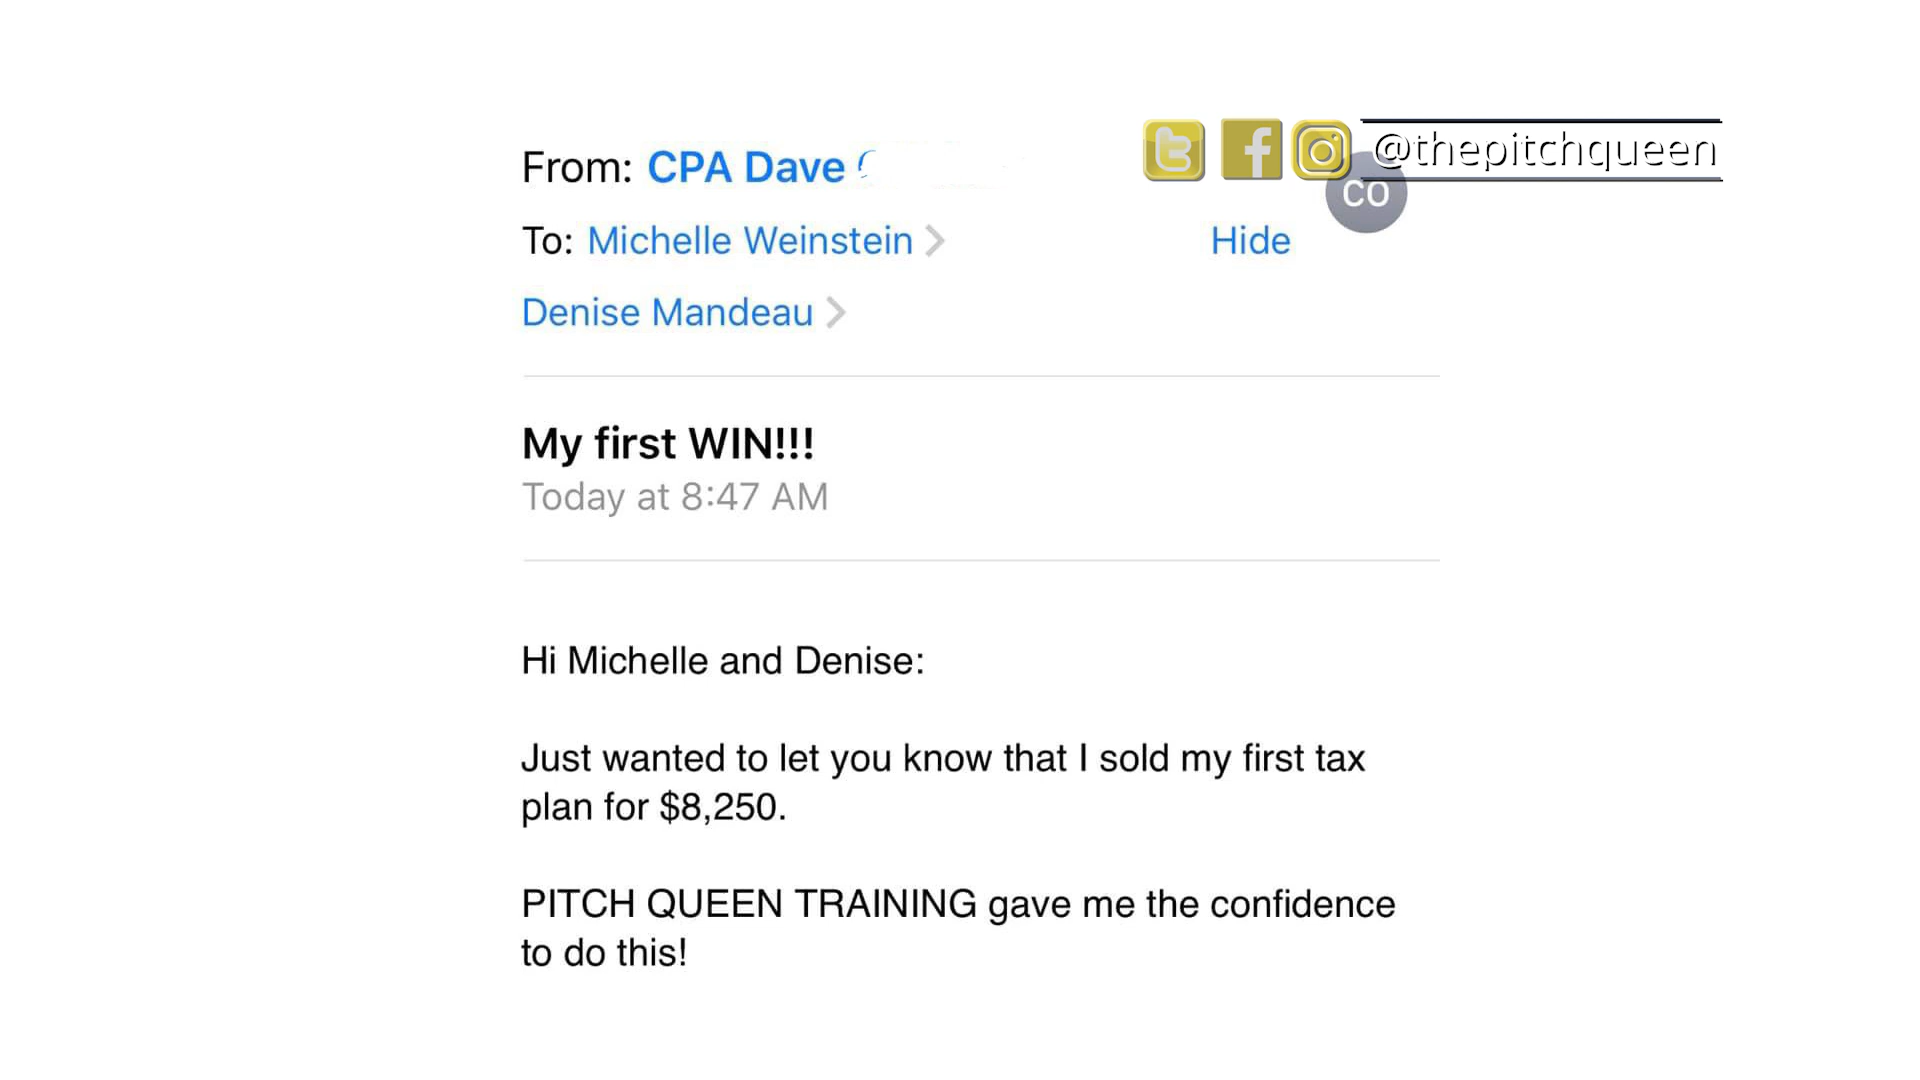 @thepitchqueen
From: CPA Dave
CO
To: Michelle Weinstein
Hide
Denise Mandeau
My first WIN!!!
Today at 8:47 AM
Hi Michelle and Denise:
Just wanted to let you know that I sold my first tax
plan for $8,250.
PITCH QUEEN TRAINING gave me the confidence
to do this!